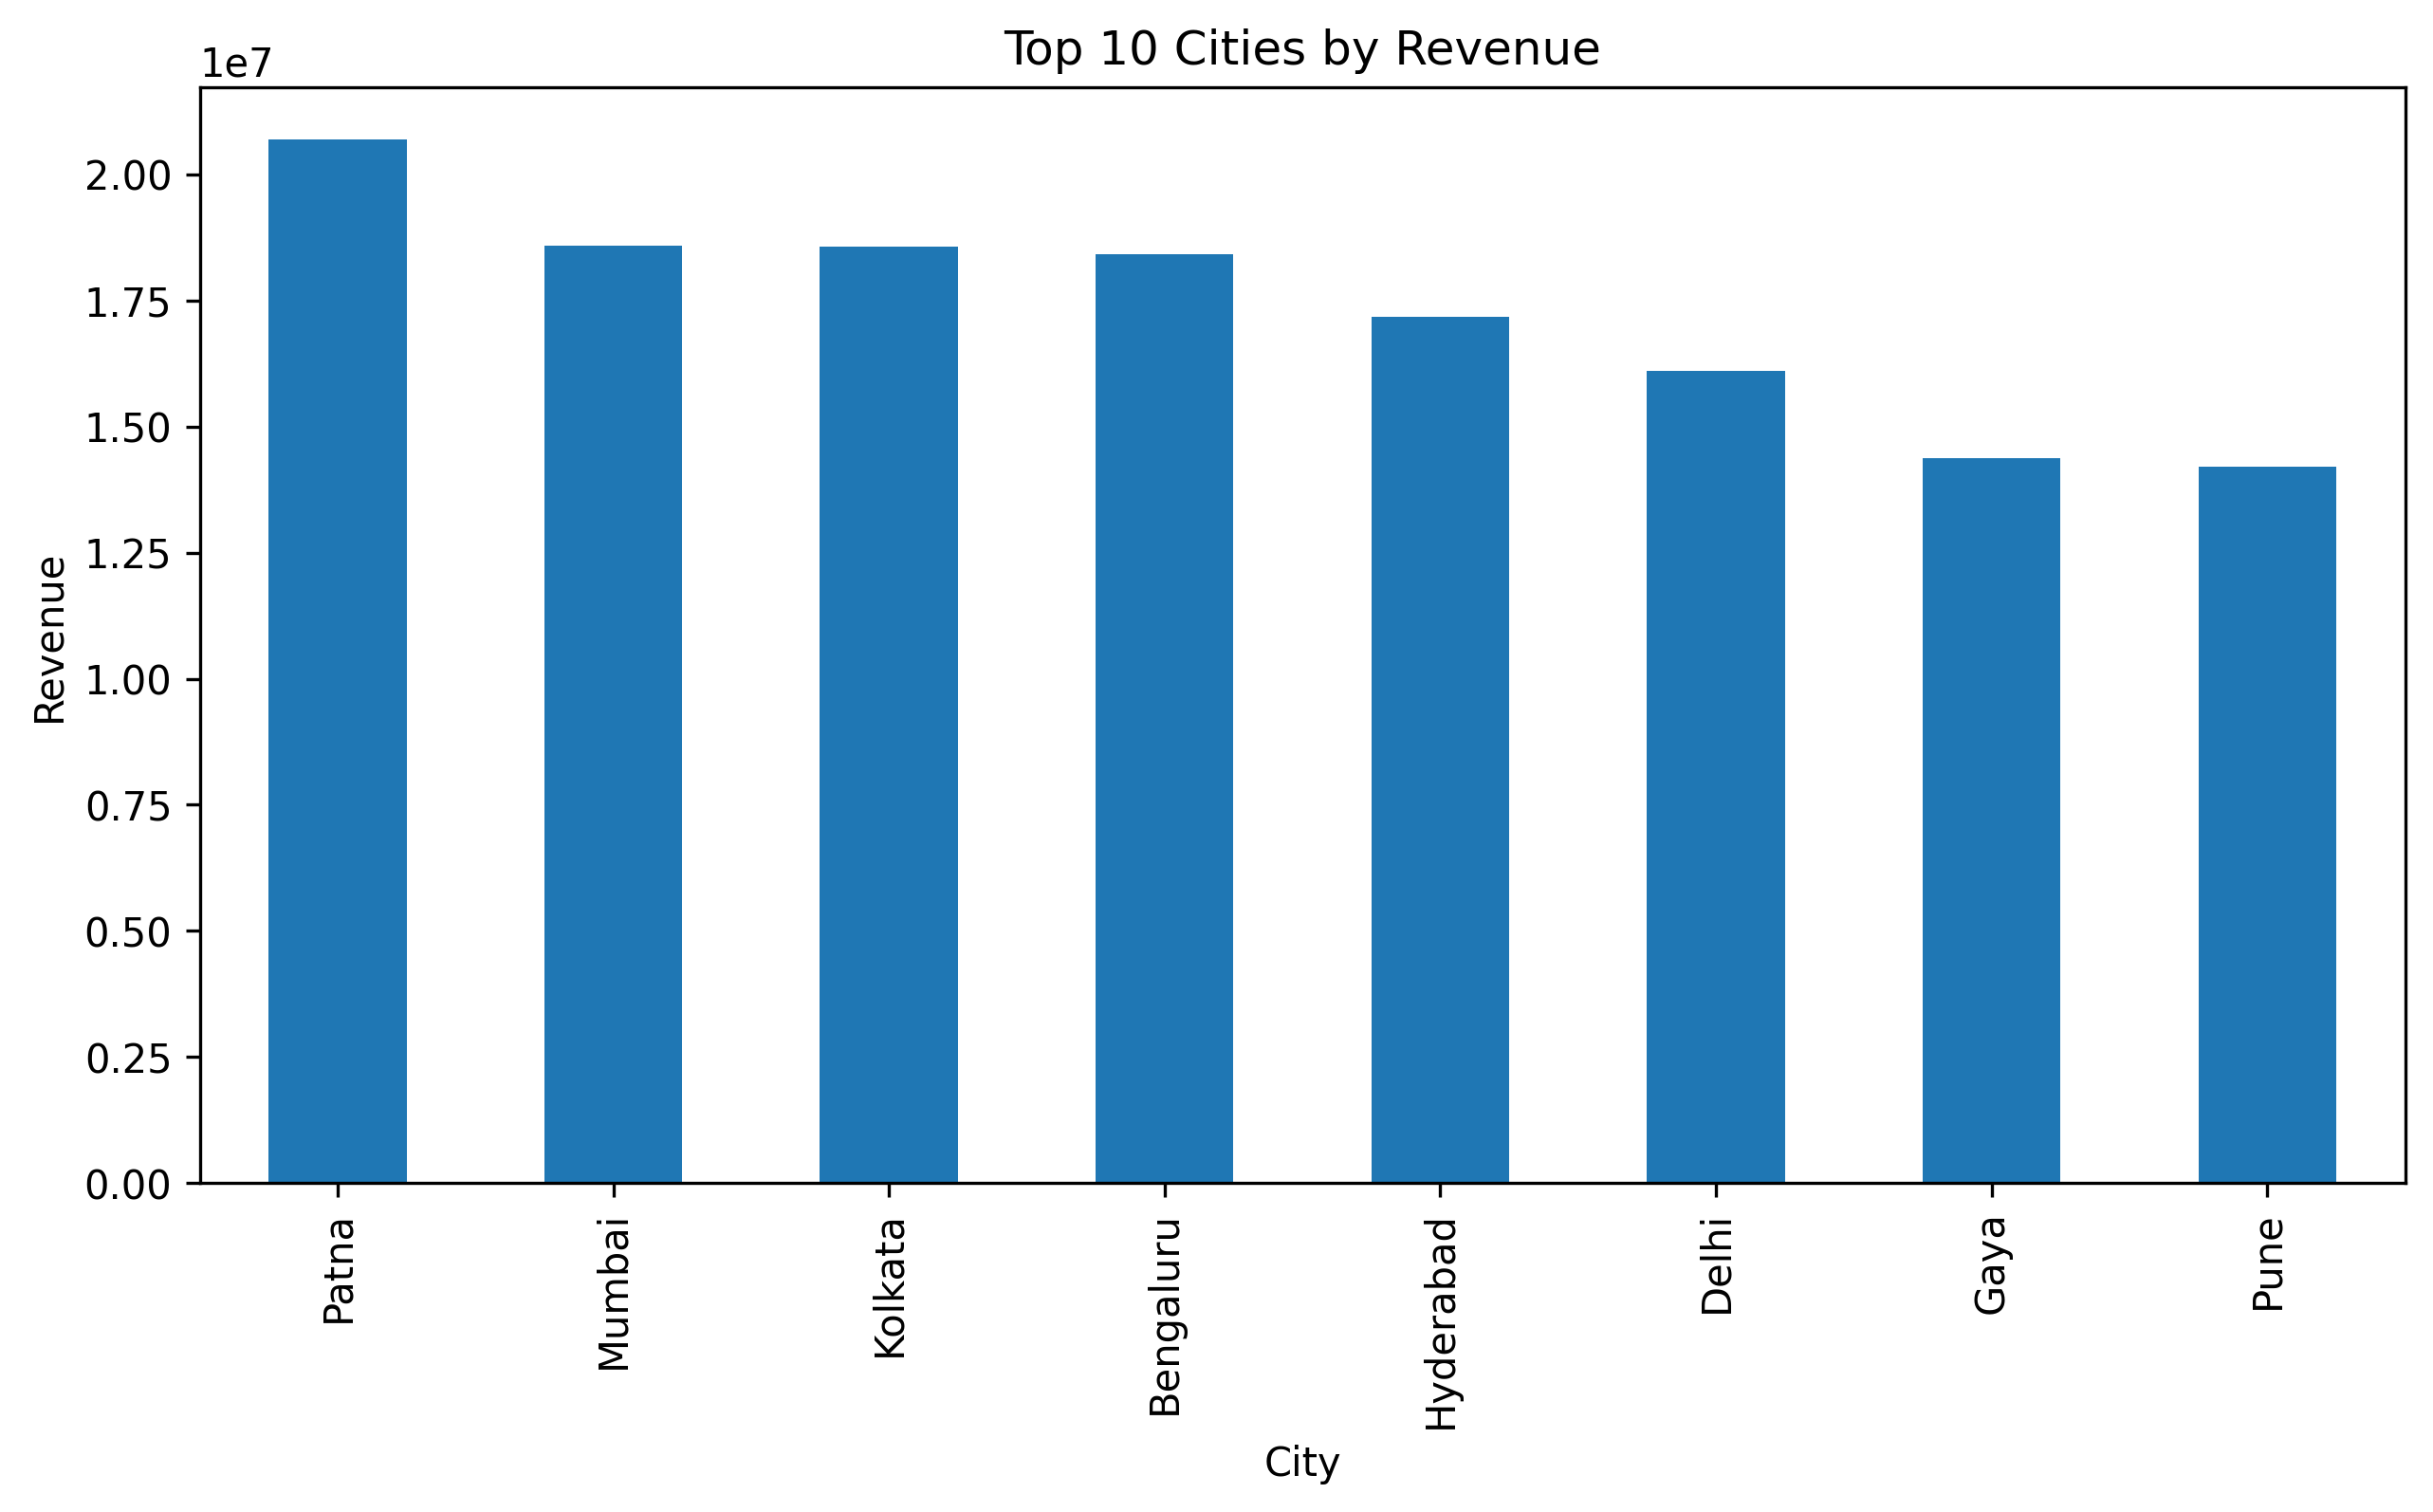 Top 10 Cities by Revenue
1e7
2.00
1.75
1.50
1.25
1.00
0.75
0.50
0.25
0.00
Revenue
Patna
Mumbai
Kolkata
Bengaluru
Hyderabad
Delhi
Gaya
Pune
City